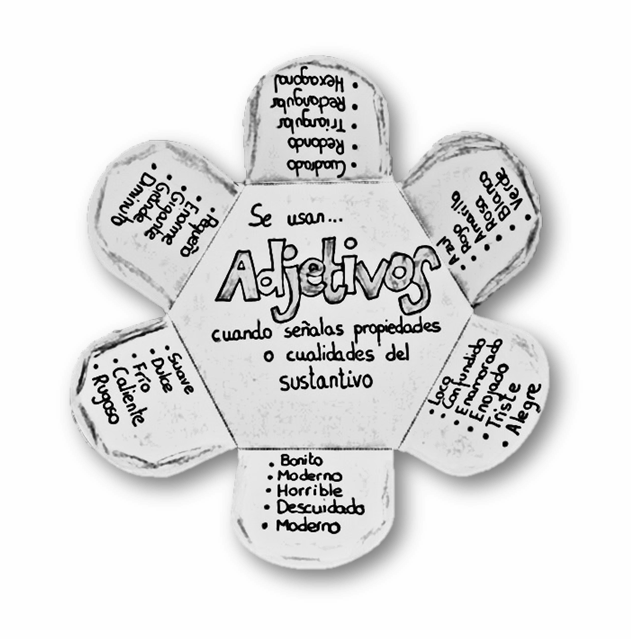 Se usan...
Adjetivos
cuando señalas propiedades
o cualidades del
sustantivo
• Cuadrado
• Redondo
• Triangular
• Rectangular
• Hexagonal
• Azul
• Rojo
• Amarillo
• Rosa
• Blanco
• Verde
• Loco
• Confundido
• Enamorado
• Enojado
• Triste
• Alegre
• Bonito
• Moderno
• Horrible
• Descuidado
• Moderno
• Suave
• Dulce
• Frío
• Caliente
• Rugoso
• Pequeño
• Enorme
• Gigante
• Grande
• Diminuto